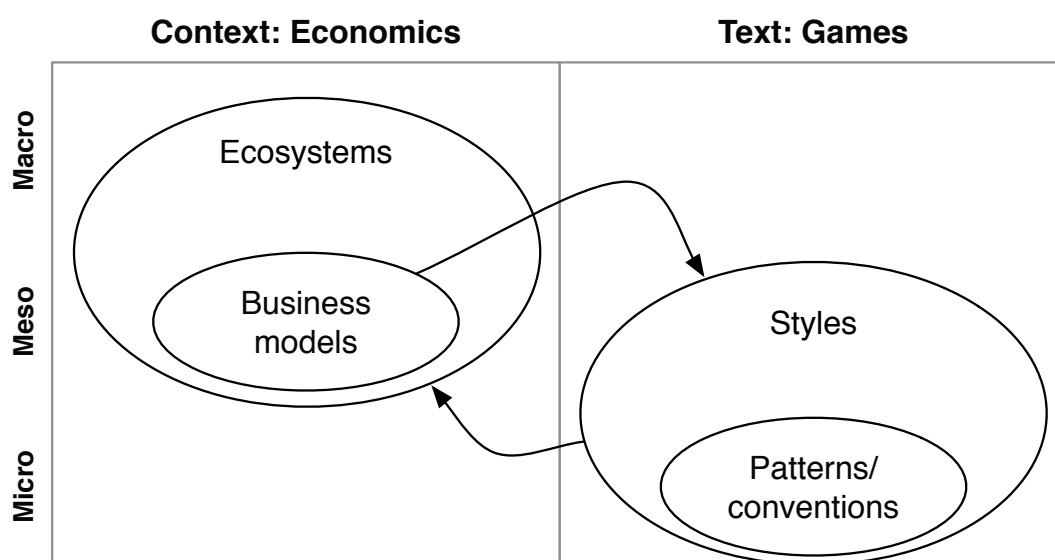 Context: Economics
Text: Games
Macro
Ecosystems
Meso
Business
models
Styles
Micro
Patterns/
conventions